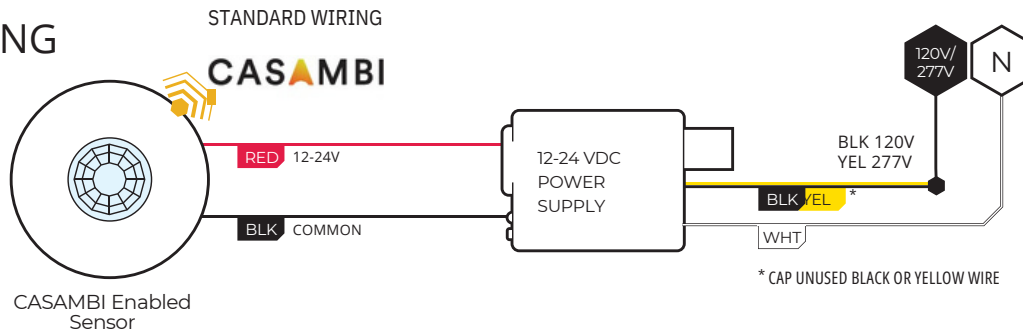 STANDARD WIRING
NG
CASAMBI
120V/
277V
N
RED 12-24V
12-24 VDC
POWER
SUPPLY
BLK 120V
YEL 277V
BLK YEL *
BLK COMMON
WHT
* CAP UNUSED BLACK OR YELLOW WIRE
CASAMBI Enabled
Sensor